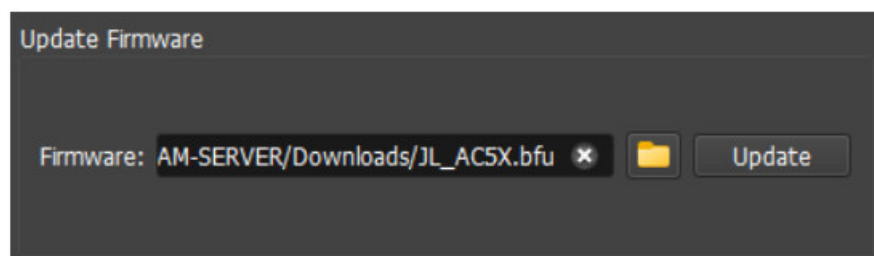 Update Firmware
Firmware: AM-SERVER/Downloads/JL_AC5X.bfu Update